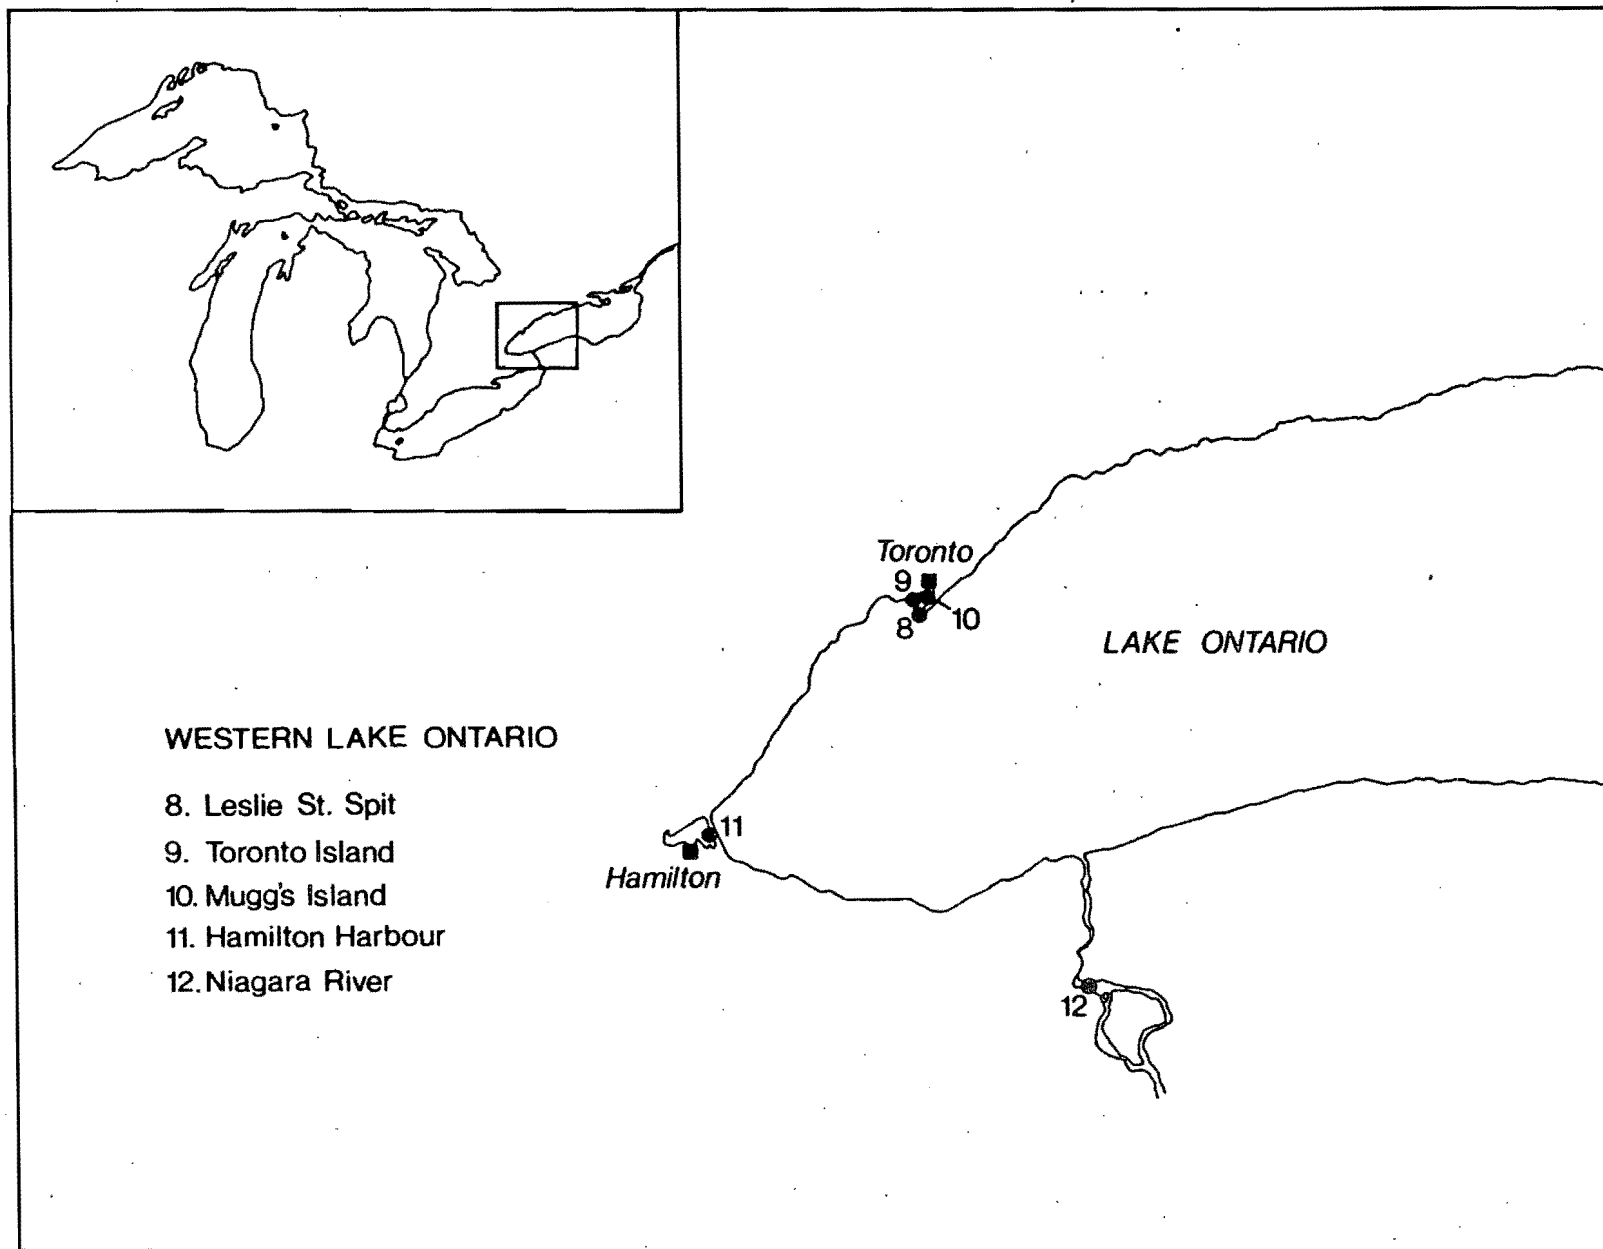 Toronto
9
10
8
LAKE ONTARIO
WESTERN LAKE ONTARIO
8. Leslie St. Spit
9. Toronto Island
10. Mugg's Island
11. Hamilton Harbour
12. Niagara River
11
Hamilton
12